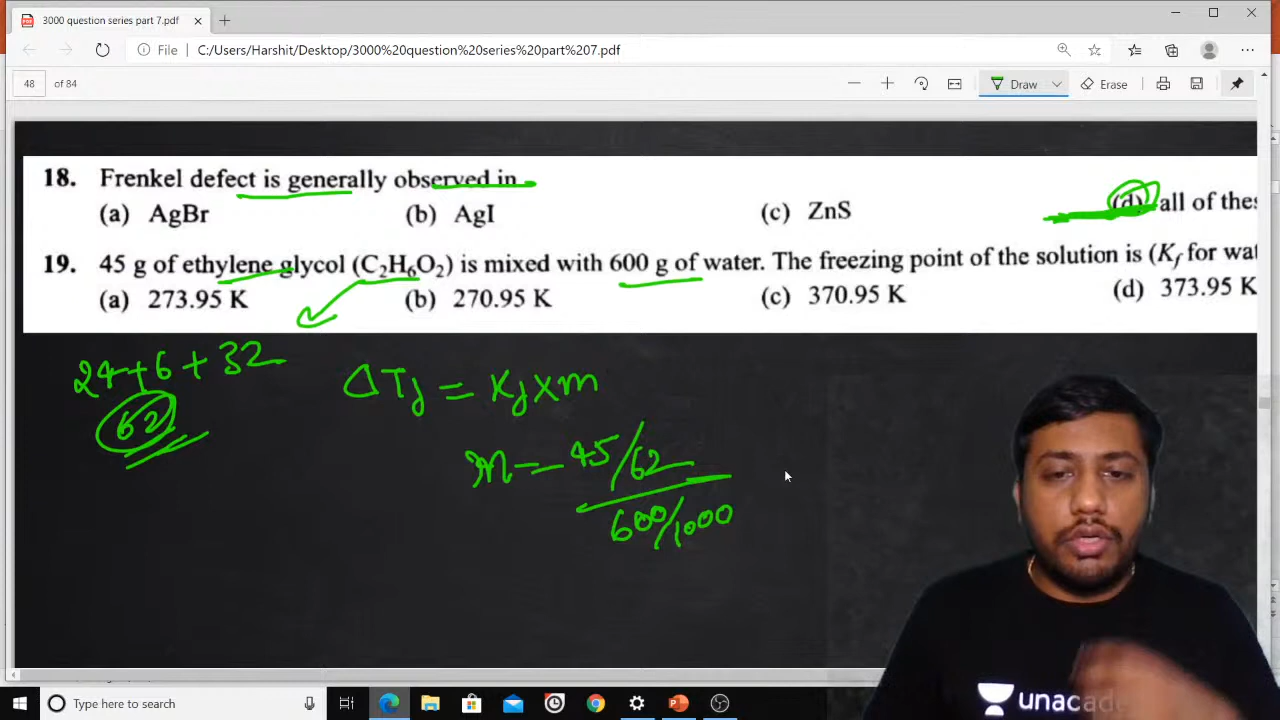 3000 question series part 7.pdf
File C:/Users/Harshit/Desktop/3000%20question%20series%20part%207.pdf
48 of 84
Draw
Erase
18. Frenkel defect is generally observed in
(a) AgBr (b) AgI (c) ZnS (d) all of thes
19. 45 g of ethylene glycol (C₂H₆O₂) is mixed with 600 g of water. The freezing point of the solution is (Kf for wat
(a) 273.95 K (b) 270.95 K (c) 370.95 K (d) 373.95 K
24+6+32
62
ΔTf = Kf×m
m = 45/62
600/1000
unacade
Type here to search